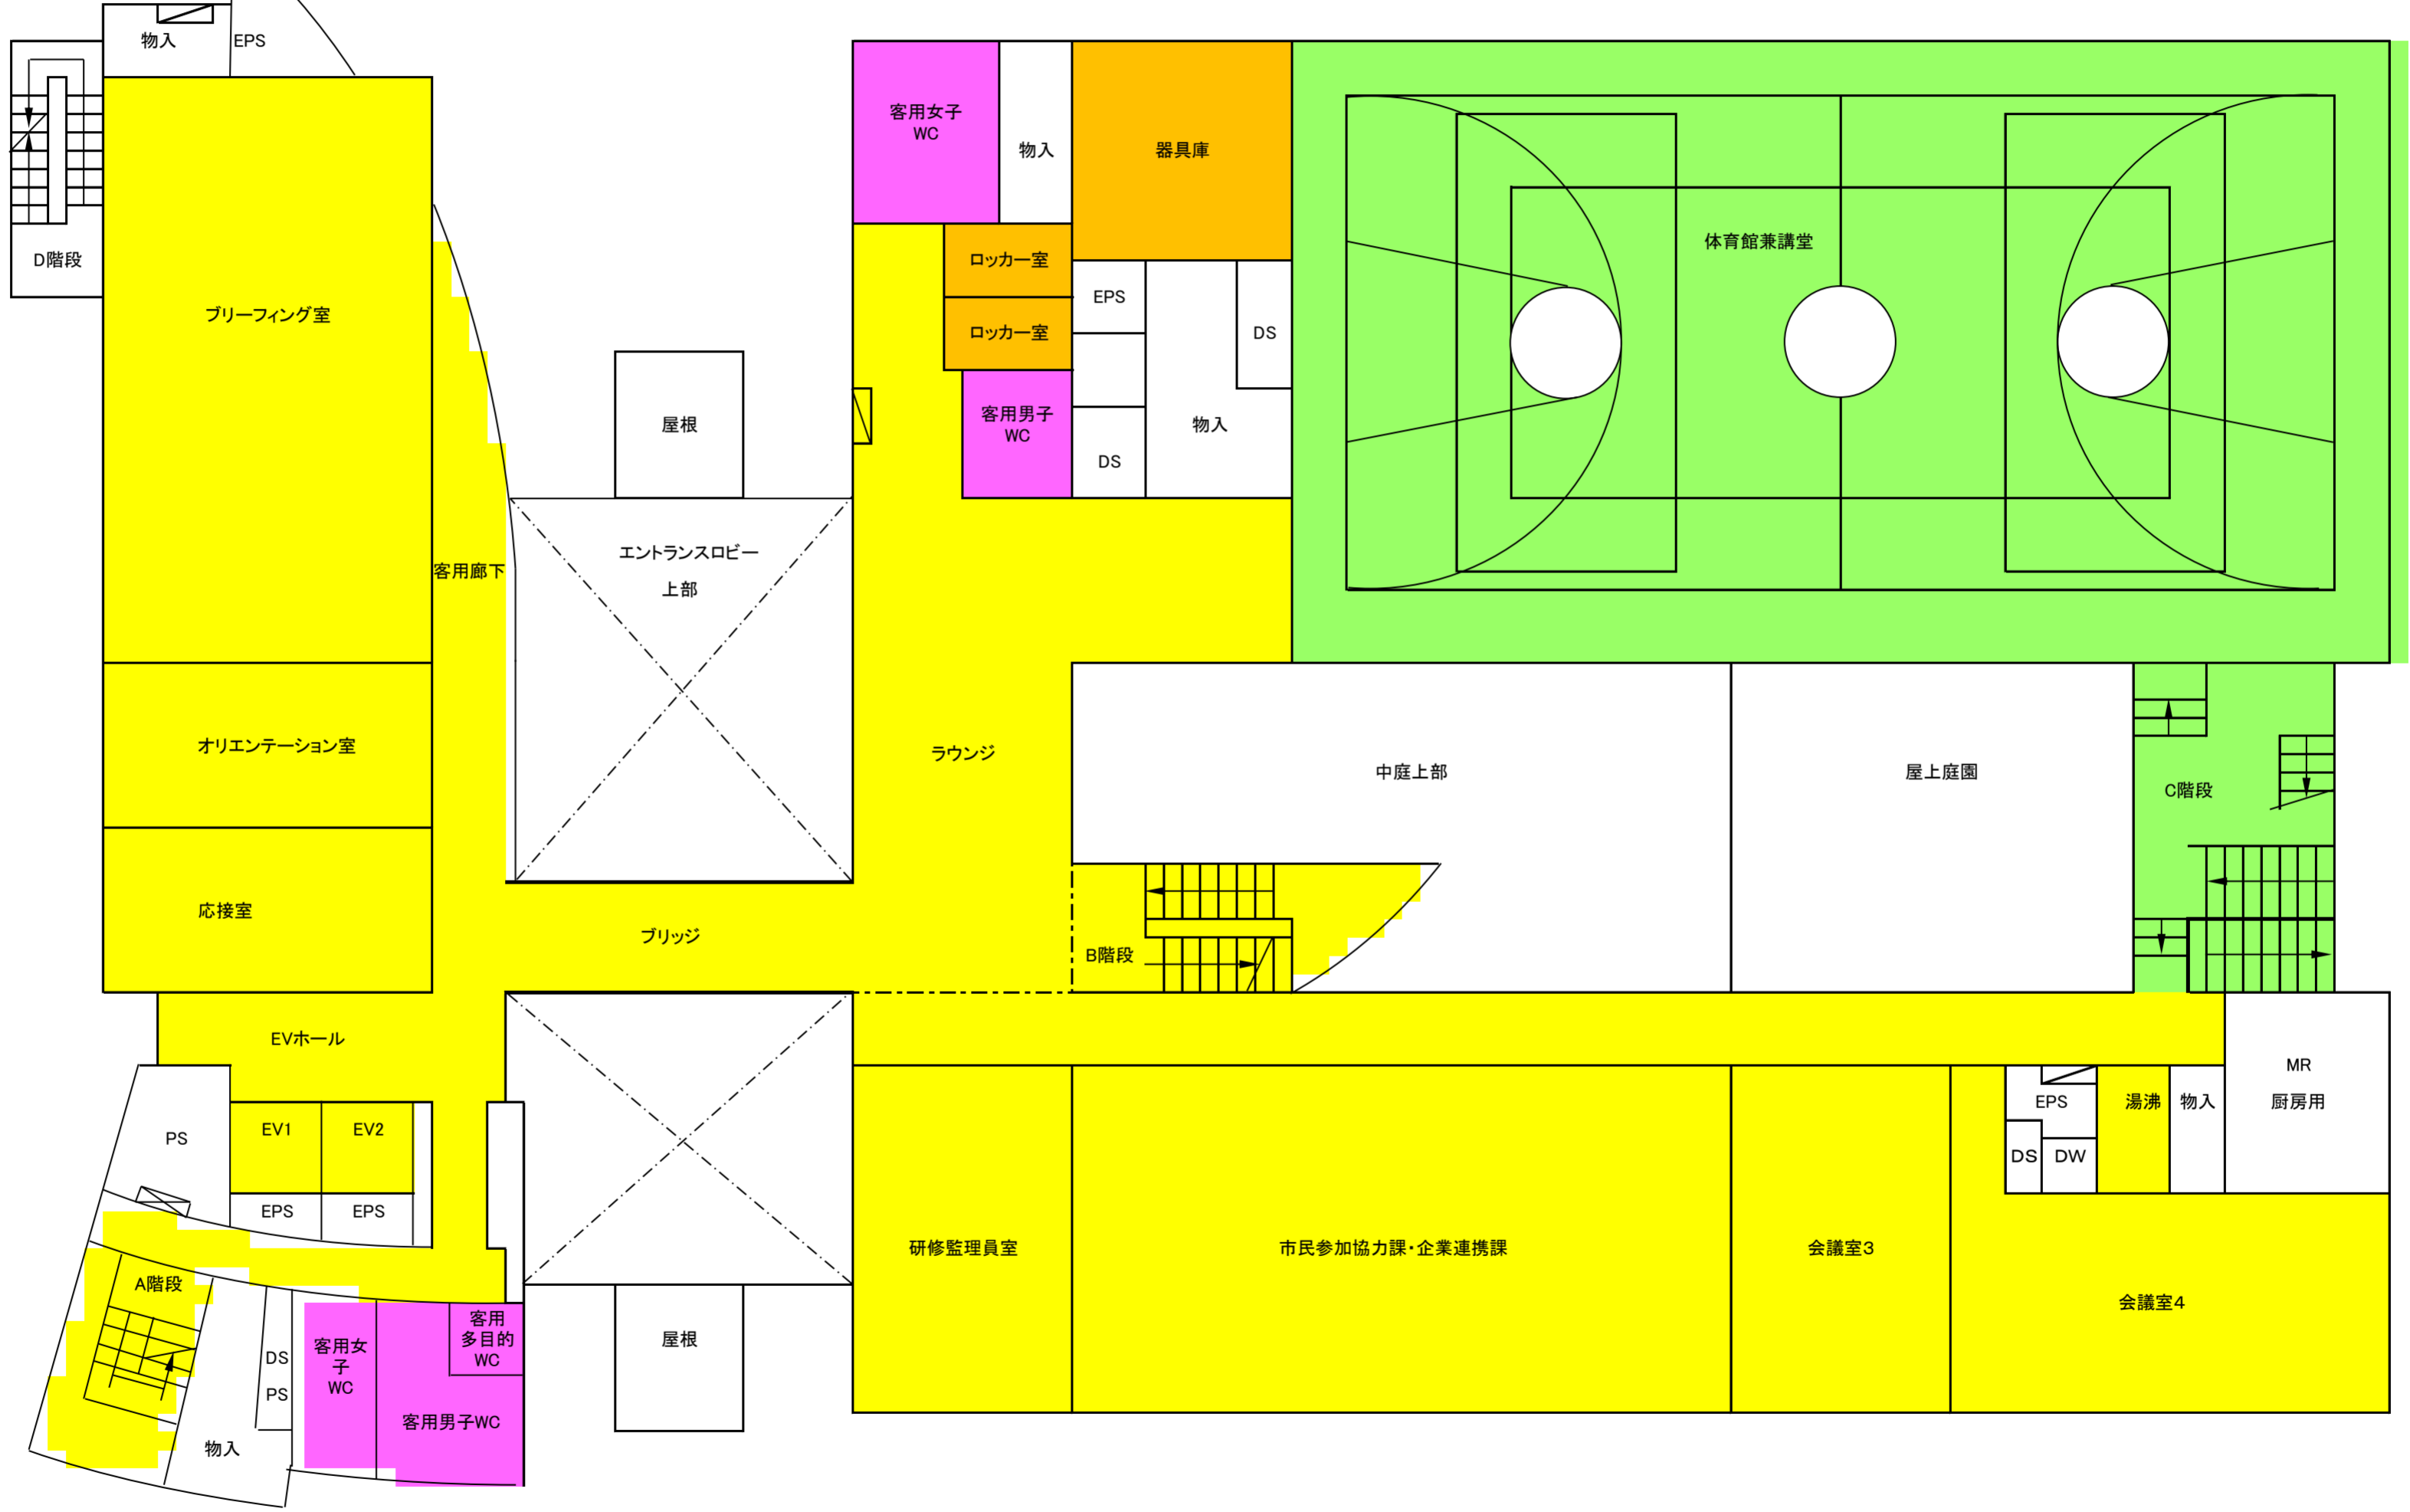 物入
EPS
D階段
ブリーフィング室
客用女子
WC
物入
器具庫
体育館兼講堂
ロッカー室
ロッカー室
EPS
DS
屋根
客用男子
WC
DS
物入
エントランスロビー
上部
客用廊下
オリエンテーション室
ラウンジ
中庭上部
屋上庭園
C階段
応接室
ブリッジ
B階段
EVホール
MR
厨房用
PS
EV1
EV2
EPS
湯沸
物入
DS
DW
EPS
EPS
研修監理員室
市民参加協力課・企業連携課
会議室3
会議室4
A階段
客用
多目的
WC
客用女
子
WC
屋根
DS
PS
客用男子WC
物入